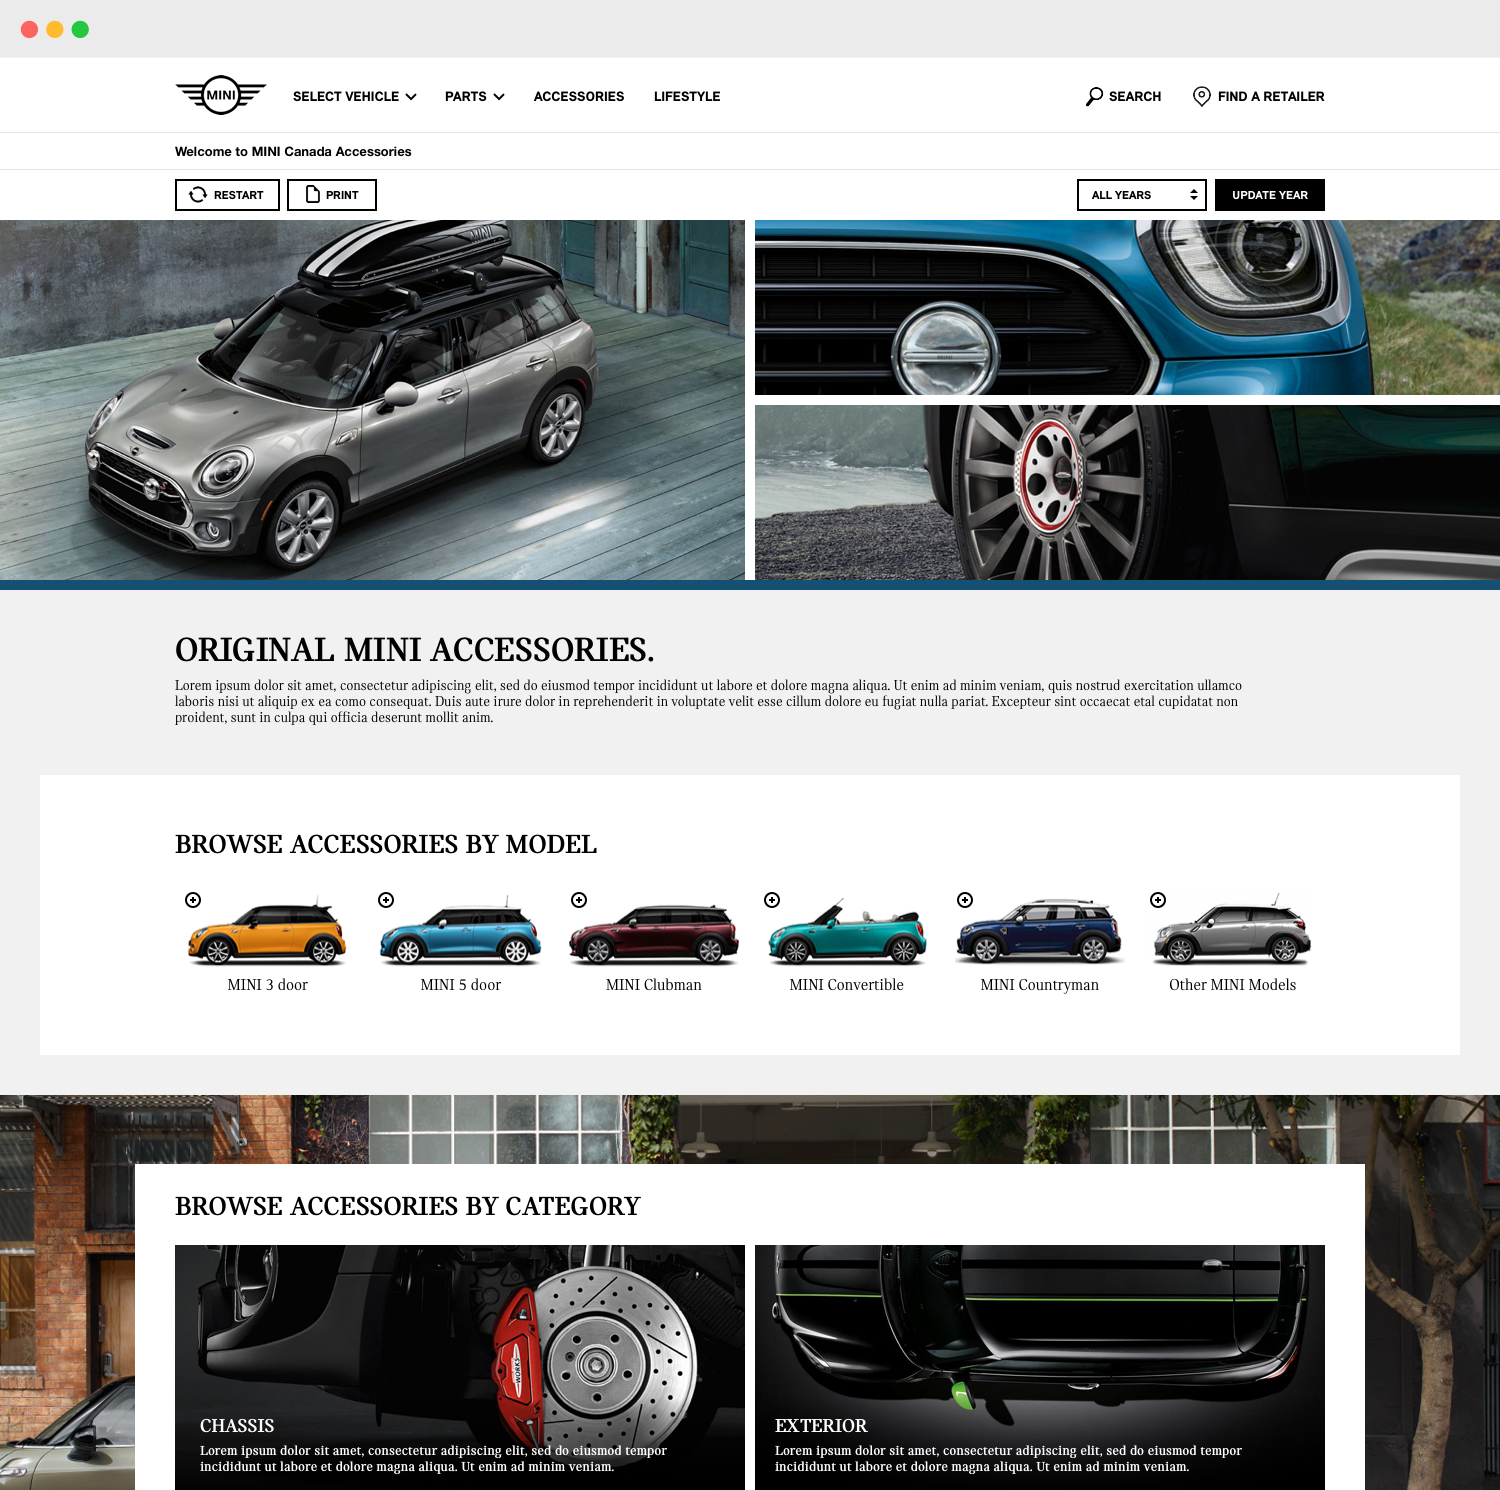 MINI
SELECT VEHICLE
PARTS
ACCESSORIES
LIFESTYLE
SEARCH
FIND A RETAILER
Welcome to MINI Canada Accessories
RESTART
PRINT
ALL YEARS
UPDATE YEAR
MINI
ORIGINAL MINI ACCESSORIES.
Lorem ipsum dolor sit amet, consectetur adipiscing elit, sed do eiusmod tempor incididunt ut labore et dolore magna aliqua. Ut enim ad minim veniam, quis nostrud exercitation ullamco
laboris nisi ut aliquip ex ea como consequat. Duis aute irure dolor in reprehenderit in voluptate velit esse cillum dolore eu fugiat nulla pariat. Excepteur sint occaecat etal cupidatat non
proident, sunt in culpa qui officia deserunt mollit anim.
BROWSE ACCESSORIES BY MODEL
MINI 3 door
MINI 5 door
MINI Clubman
MINI Convertible
MINI Countryman
Other MINI Models
BROWSE ACCESSORIES BY CATEGORY
WORKS
CHASSIS
Lorem ipsum dolor sit amet, consectetur adipiscing elit, sed do eiusmod tempor
incididunt ut labore et dolore magna aliqua. Ut enim ad minim veniam.
EXTERIOR
Lorem ipsum dolor sit amet, consectetur adipiscing elit, sed do eiusmod tempor
incididunt ut labore et dolore magna aliqua. Ut enim ad minim veniam.